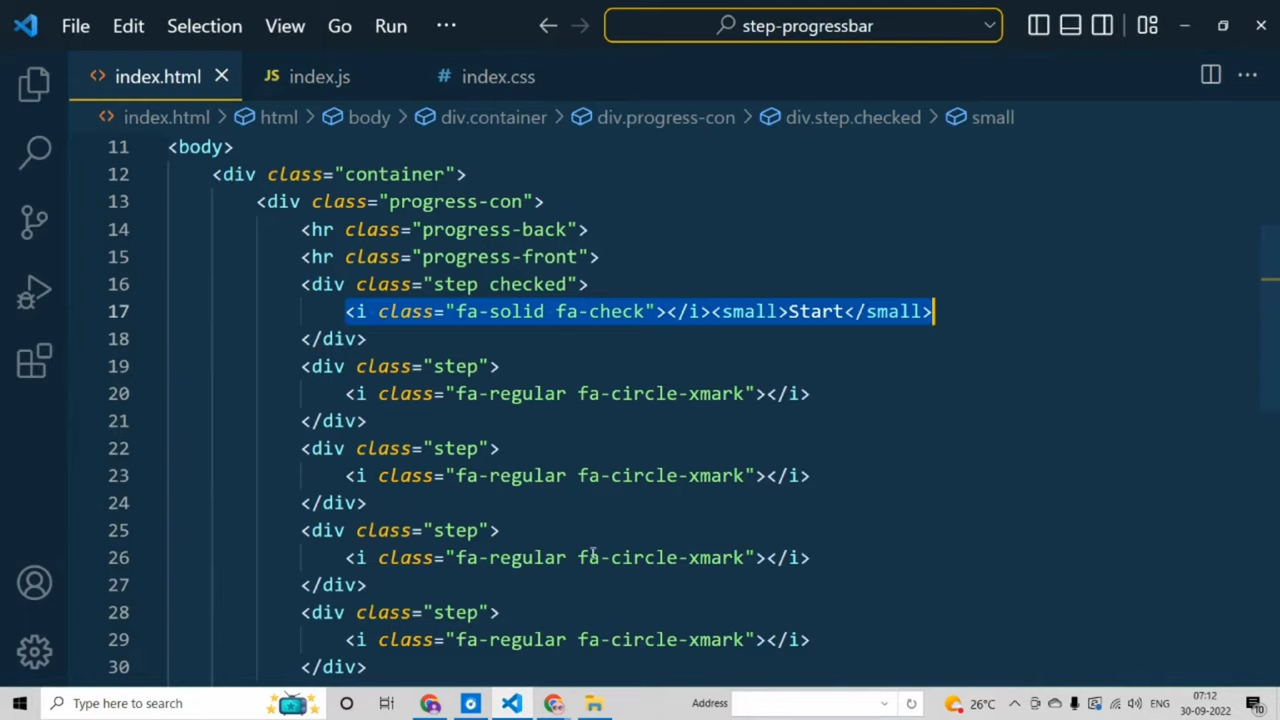 File Edit Selection View Go Run ··· step-progressbar
<> index.html JS index.js # index.css ···
<> index.html > html > body > div.container > div.progress-con > div.step.checked > small
11 <body>
12 <div class="container">
13 <div class="progress-con">
14 <hr class="progress-back">
15 <hr class="progress-front">
16 <div class="step checked">
17 <i class="fa-solid fa-check"></i><small>Start</small>
18 </div>
19 <div class="step">
20 <i class="fa-regular fa-circle-xmark"></i>
21 </div>
22 <div class="step">
23 <i class="fa-regular fa-circle-xmark"></i>
24 </div>
25 <div class="step">
26 <i class="fa-regular fa-circle-xmark"></i>
27 </div>
28 <div class="step">
29 <i class="fa-regular fa-circle-xmark"></i>
30 </div>
Type here to search Address 26°C ENG 07:12
30-09-2022 10